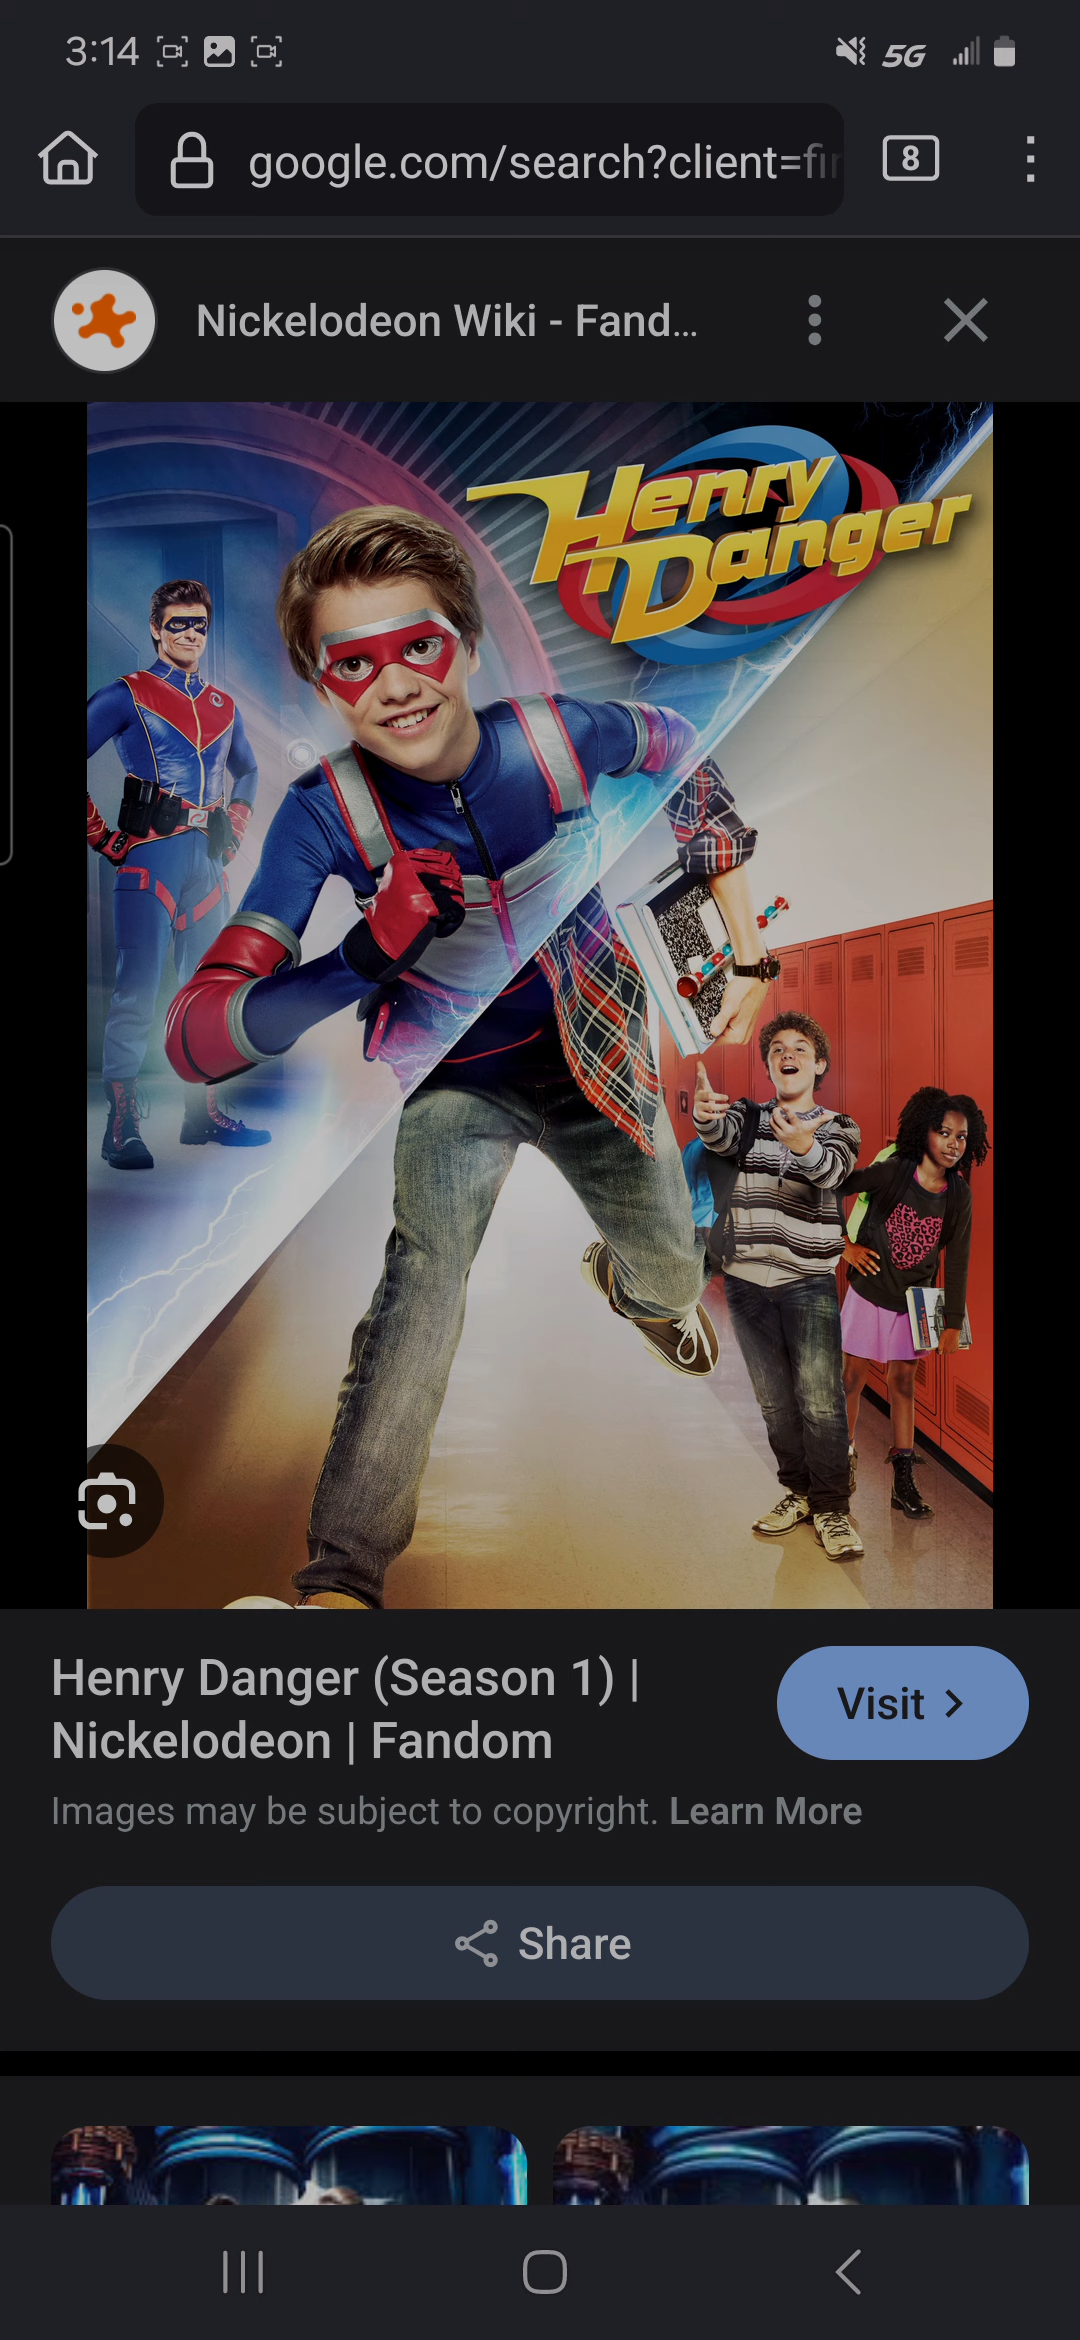 3:14
5G
google.com/search?client=fir
8
Nickelodeon Wiki - Fand...
Henry
Danger
Henry Danger (Season 1) |
Nickelodeon | Fandom
Visit
Images may be subject to copyright. Learn More
Share